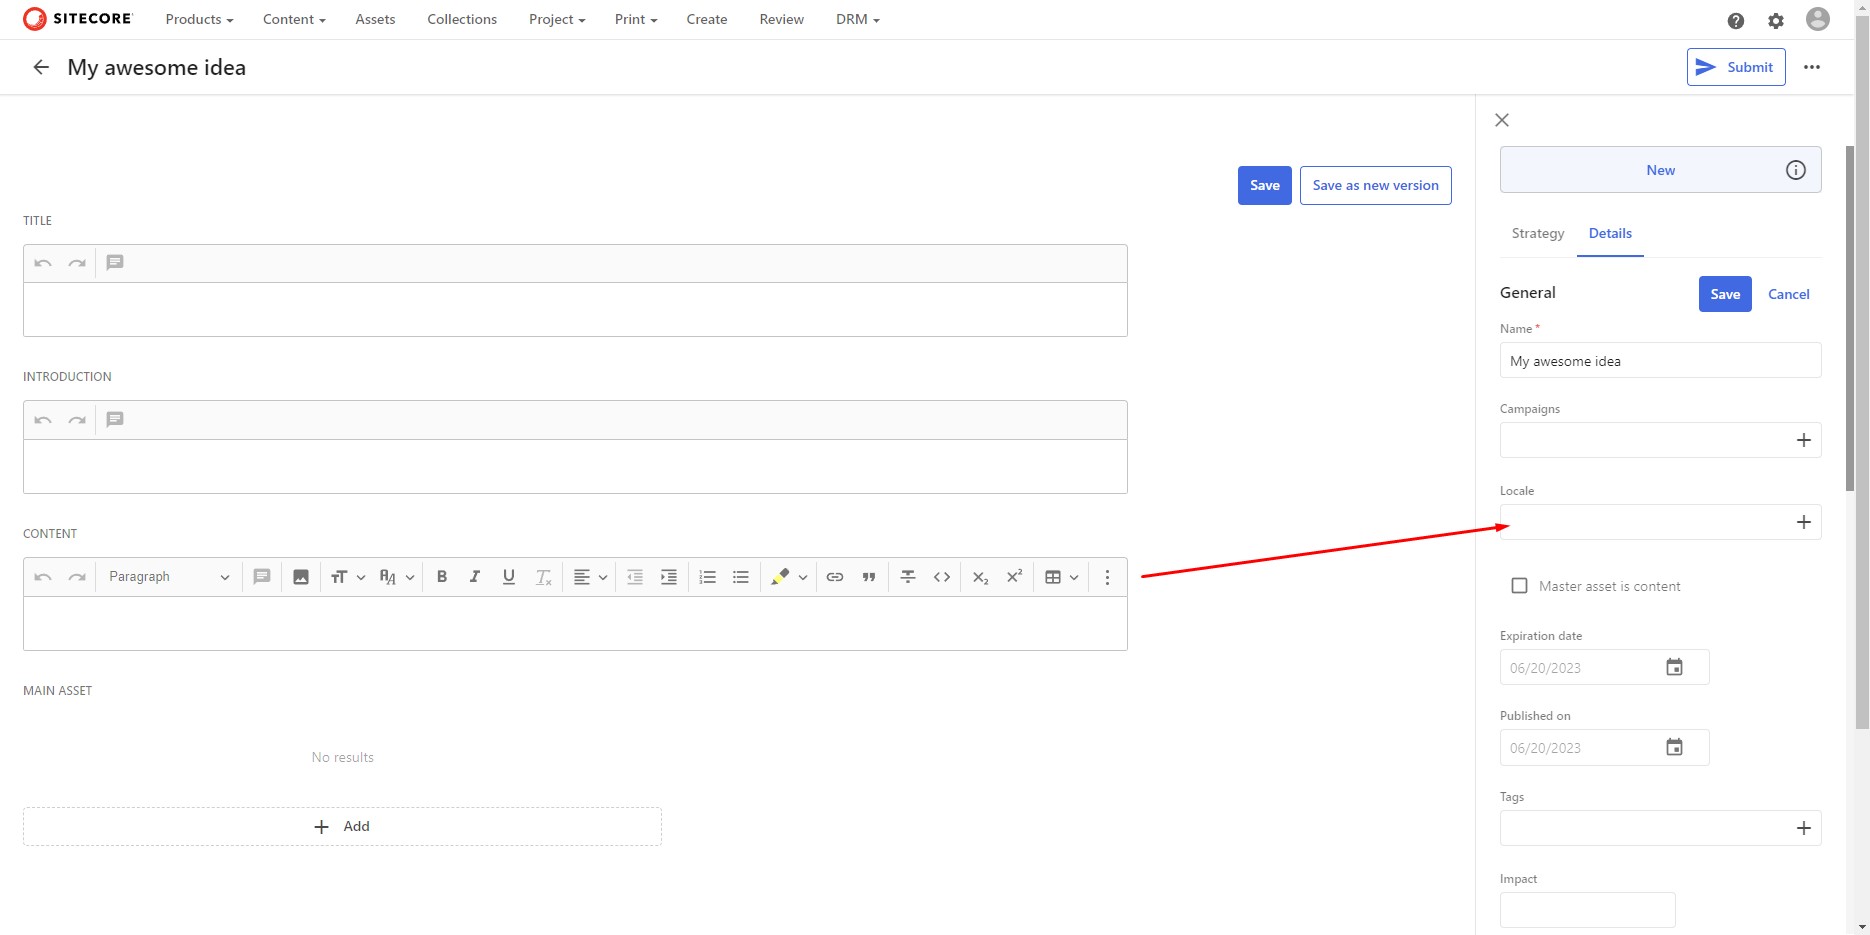 SITECORE Products Content Assets Collections Project Print Create Review DRM
My awesome idea
Submit
Save Save as new version
TITLE
INTRODUCTION
CONTENT
Paragraph
MAIN ASSET
No results
Add
New
Strategy Details
General
Save Cancel
Name *
My awesome idea
Campaigns
Locale
Master asset is content
Expiration date
06/20/2023
Published on
06/20/2023
Tags
Impact